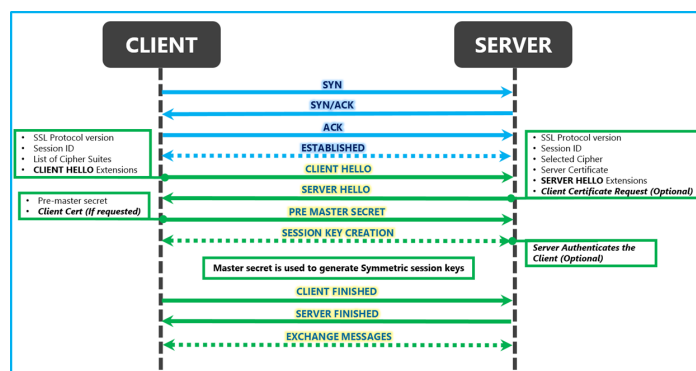 CLIENT
SERVER
SYN
SYN/ACK
ACK
• SSL Protocol version
• Session ID
• List of Cipher Suites
• CLIENT HELLO Extensions
• SSL Protocol version
• Session ID
• Selected Cipher
• Server Certificate
• SERVER HELLO Extensions
• Client Certificate Request (Optional)
ESTABLISHED
CLIENT HELLO
SERVER HELLO
• Pre-master secret
• Client Cert (If requested)
PRE MASTER SECRET
SESSION KEY CREATION
Server Authenticates the
Client (Optional)
Master secret is used to generate Symmetric session keys
CLIENT FINISHED
SERVER FINISHED
EXCHANGE MESSAGES